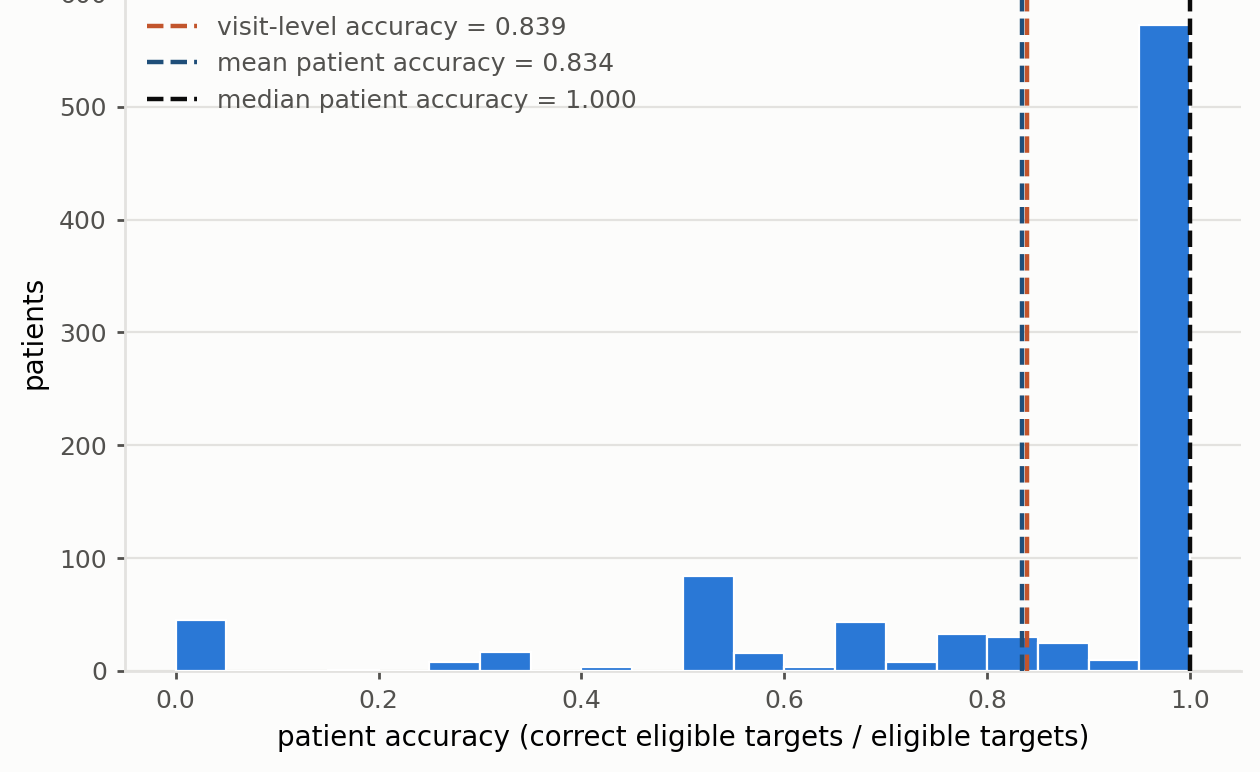 visit-level accuracy = 0.839
mean patient accuracy = 0.834
median patient accuracy = 1.000
500
400
300
200
100
0
patients
0.0 0.2 0.4 0.6 0.8 1.0
patient accuracy (correct eligible targets / eligible targets)